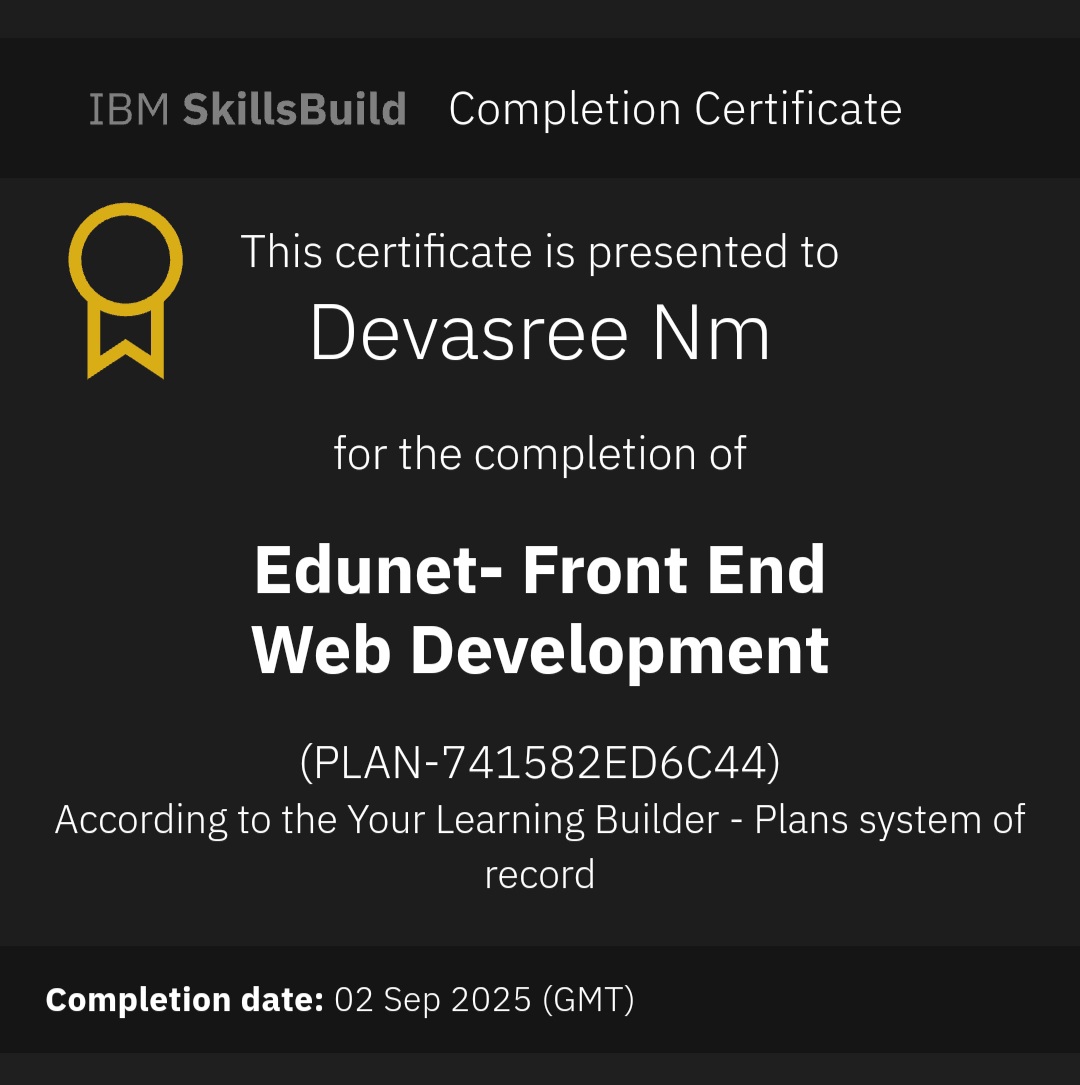 IBM SkillsBuild Completion Certificate
This certificate is presented to
Devasree Nm
for the completion of
Edunet- Front End
Web Development
(PLAN-741582ED6C44)
According to the Your Learning Builder - Plans system of
record
Completion date: 02 Sep 2025 (GMT)